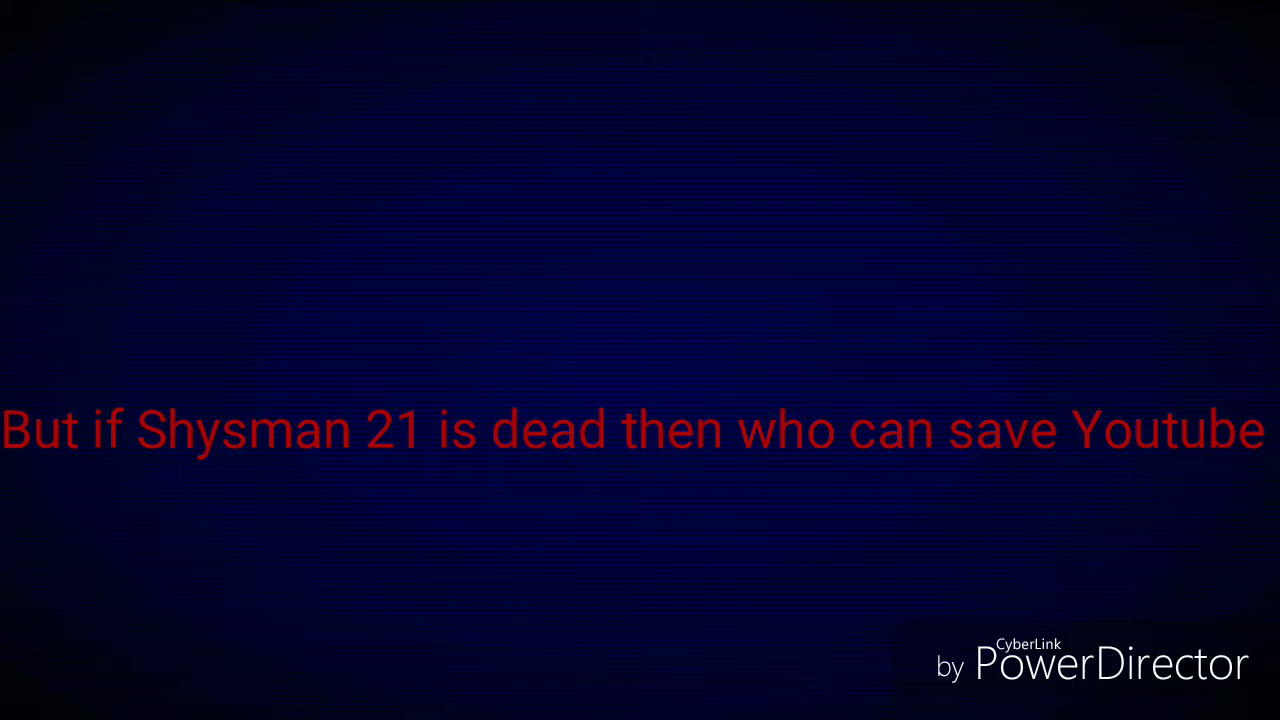 But if Shysman 21 is dead then who can save Youtube
CyberLink
by PowerDirector